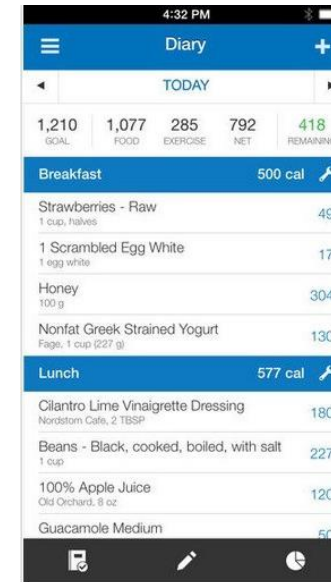 4:32 PM
Diary
TODAY
1,210 1,077 285 792 418
GOAL FOOD EXERCISE NET REMAINING
Breakfast 500 cal
Strawberries - Raw 49
1 cup, halves
1 Scrambled Egg White 17
1 egg white
Honey 304
100 g
Nonfat Greek Strained Yogurt 130
Fage, 1 cup (227 g)
Lunch 577 cal
Cilantro Lime Vinaigrette Dressing 180
Nordstom Cafe, 2 TBSP
Beans - Black, cooked, boiled, with salt 227
1 cup
100% Apple Juice 120
Old Orchard, 8 oz
Guacamole Medium 50